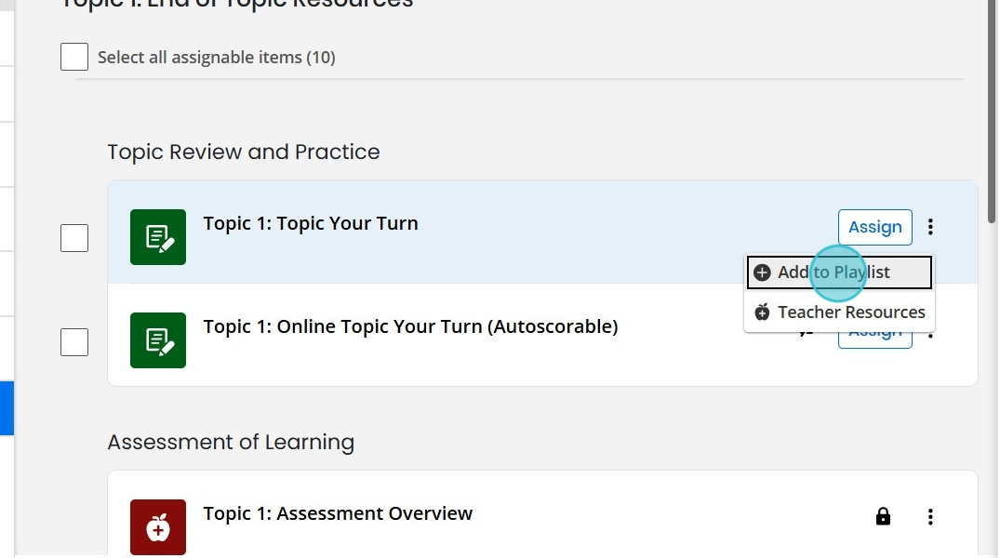 Topic 1: End of Topic Resources
Select all assignable items (10)
Topic Review and Practice
Topic 1: Topic Your Turn
Assign
Add to Playlist
Teacher Resources
Topic 1: Online Topic Your Turn (Autoscorable)
Assign
Assessment of Learning
Topic 1: Assessment Overview